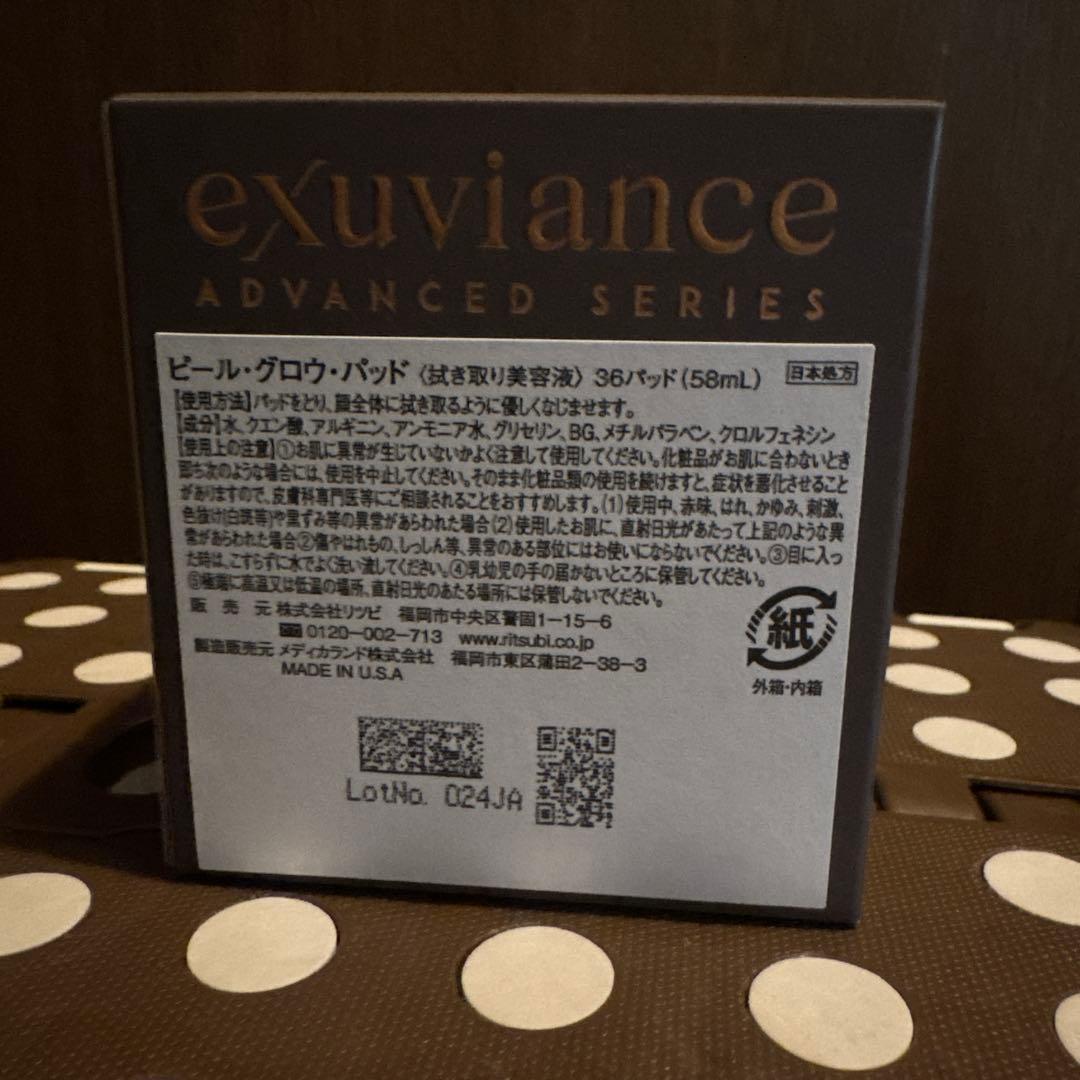 exuviance
ADVANCED SERIES
ピール・グロウ・パッド〈拭き取り美容液〉36パッド(58mL) 日本処方
【使用方法】パッドをとり、顔全体に拭き取るように優しくなじませます。
【成分】水、クエン酸、アルギニン、アンモニア水、グリセリン、BG、メチルパラベン、クロルフェネシン
【使用上の注意】①お肌に異常が生じていないかよく注意して使用してください。化粧品がお肌に合わないとき
即ち次のような場合には、使用を中止してください。そのまま化粧品類の使用を続けますと、症状を悪化させること
がありますので、皮膚科専門医等にご相談されることをおすすめします。(1)使用中、赤味、はれ、かゆみ、刺激、
色抜け(白斑等)や黒ずみ等の異常があらわれた場合(2)使用したお肌に、直射日光があたって上記のような異
常があらわれた場合②傷やはれもの、しっしん等、異常のある部位にはお使いにならないでください。③目に入っ
た時は、こすらずに水でよく洗い流してください。④乳幼児の手の届かないところに保管してください。
⑤極端に高温又は低温の場所、直射日光のあたる場所には保管しないでください。
販売元 株式会社リツビ 福岡市中央区警固1-15-6
0120-002-713 www.ritsubi.co.jp
製造販売元 メディカランド株式会社 福岡市東区蒲田2-38-3
MADE IN U.S.A
紙
外箱・内箱
LotNo. 024JA